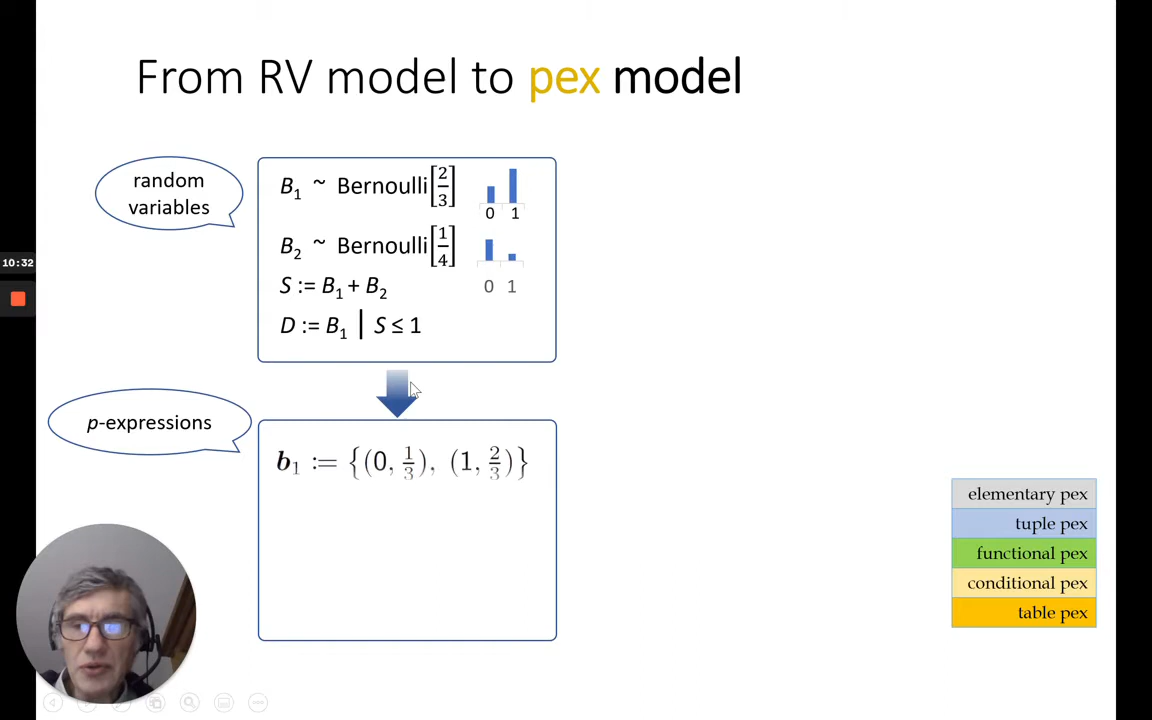 From RV model to pex model
random
variables
B₁ ~ Bernoulli[2/3]
0 1
B₂ ~ Bernoulli[1/4]
0 1
S := B₁ + B₂
D := B₁ | S ≤ 1
10:32
p-expressions
b₁ := {(0, 1/3), (1, 2/3)}
elementary pex
tuple pex
functional pex
conditional pex
table pex